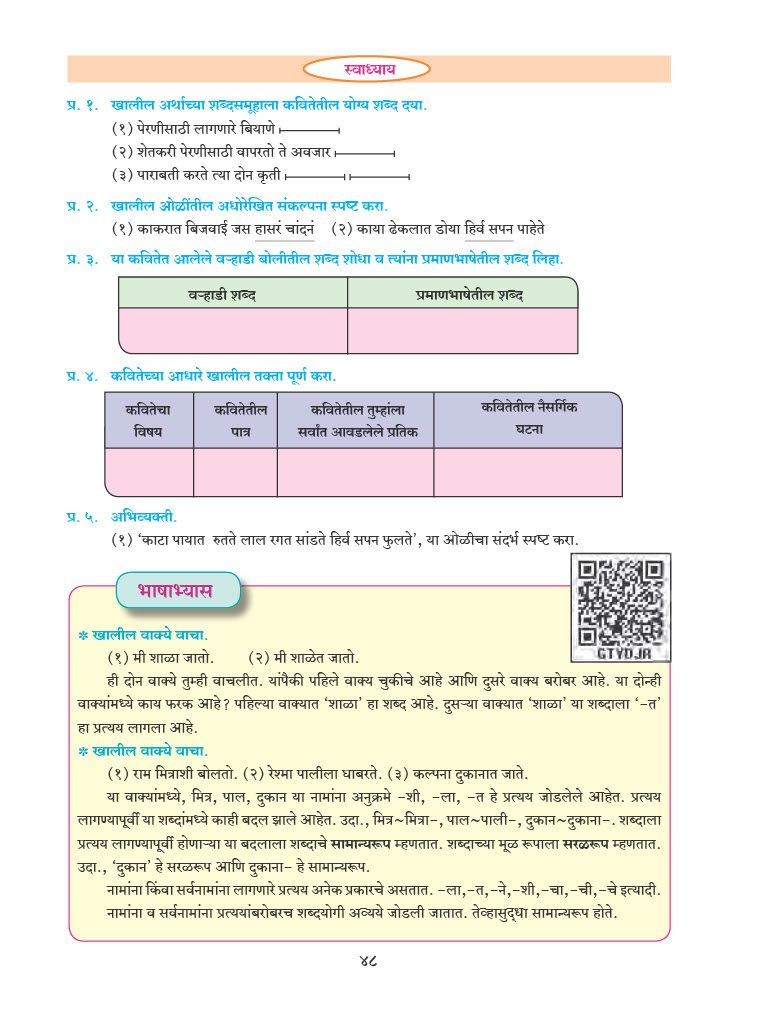 स्वाध्याय
प्र. १. खालील अर्थाच्या शब्दसमूहाला कवितेतील योग्य शब्द द्या.
(१) पेरणीसाठी लागणारे बियाणे
(२) शेतकरी पेरणीसाठी वापरतो ते अवजार
(३) पाराबती करते त्या दोन कृती
प्र. २. खालील ओळींतील अधोरेखित संकल्पना स्पष्ट करा.
(१) काकरात बिजवाई जस हासरं चांदनं (२) काया ढेकलात डोया हिर्व सपन पाहेते
प्र. ३. या कवितेत आलेले वऱ्हाडी बोलीतील शब्द शोधा व त्यांना प्रमाणभाषेतील शब्द लिहा.
वऱ्हाडी शब्द प्रमाणभाषेतील शब्द
प्र. ४. कवितेच्या आधारे खालील तक्ता पूर्ण करा.
कवितेचा कवितेतील कवितेतील तुम्हांला कवितेतील नैसर्गिक
विषय पात्र सर्वांत आवडलेले प्रतिक घटना
प्र. ५. अभिव्यक्ती.
(१) ‘काटा पायात रुतते लाल रगत सांडते हिर्व सपन फुलते’, या ओळीचा संदर्भ स्पष्ट करा.
भाषाभ्यास
GTYDJR
* खालील वाक्ये वाचा.
(१) मी शाळा जातो. (२) मी शाळेत जातो.
ही दोन वाक्ये तुम्ही वाचलीत. यांपैकी पहिले वाक्य चुकीचे आहे आणि दुसरे वाक्य बरोबर आहे. या दोन्ही
वाक्यांमध्ये काय फरक आहे? पहिल्या वाक्यात ‘शाळा’ हा शब्द आहे. दुसऱ्या वाक्यात ‘शाळा’ या शब्दाला ‘–त’
हा प्रत्यय लागला आहे.
* खालील वाक्ये वाचा.
(१) राम मित्राशी बोलतो. (२) रेश्मा पालीला घाबरते. (३) कल्पना दुकानात जाते.
या वाक्यांमध्ये, मित्र, पाल, दुकान या नामांना अनुक्रमे –शी, –ला, –त हे प्रत्यय जोडलेले आहेत. प्रत्यय
लागण्यापूर्वी या शब्दांमध्ये काही बदल झाले आहेत. उदा., मित्र~मित्रा–, पाल~पाली–, दुकान~दुकाना–. शब्दाला
प्रत्यय लागण्यापूर्वी होणाऱ्या या बदलाला शब्दाचे सामान्यरूप म्हणतात. शब्दाच्या मूळ रूपाला सरळरूप म्हणतात.
उदा., ‘दुकान’ हे सरळरूप आणि दुकाना– हे सामान्यरूप.
नामांना किंवा सर्वनामांना लागणारे प्रत्यय अनेक प्रकारचे असतात. –ला,–त,–ने,–शी,–चा,–ची,–चे इत्यादी.
नामांना व सर्वनामांना प्रत्ययांबरोबरच शब्दयोगी अव्यये जोडली जातात. तेव्हासुद्धा सामान्यरूप होते.
४८